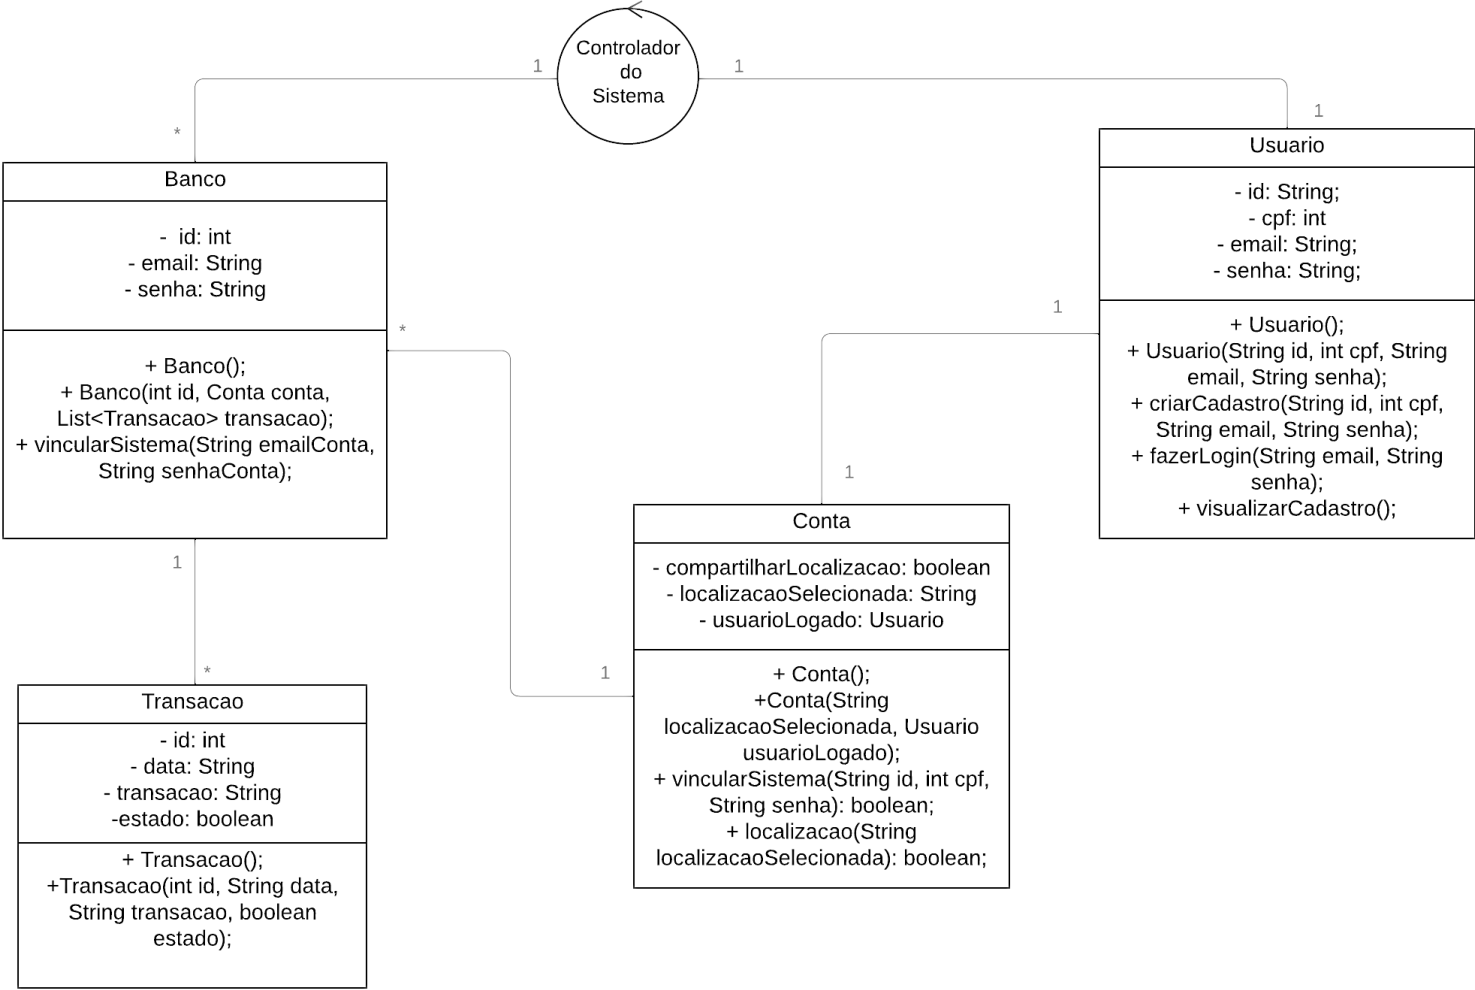 Controlador
do
Sistema
1
1
*
1
Banco
-  id: int
- email: String
- senha: String
+ Banco();
+ Banco(int id, Conta conta,
List<Transacao> transacao);
+ vincularSistema(String emailConta,
String senhaConta);
*
1
Usuario
- id: String;
- cpf: int
- email: String;
- senha: String;
+ Usuario();
+ Usuario(String id, int cpf, String
email, String senha);
+ criarCadastro(String id, int cpf,
String email, String senha);
+ fazerLogin(String email, String
senha);
+ visualizarCadastro();
1
1
Conta
- compartilharLocalizacao: boolean
- localizacaoSelecionada: String
- usuarioLogado: Usuario
+ Conta();
+Conta(String
localizacaoSelecionada, Usuario
usuarioLogado);
+ vincularSistema(String id, int cpf,
String senha): boolean;
+ localizacao(String
localizacaoSelecionada): boolean;
1
*
Transacao
- id: int
- data: String
- transacao: String
-estado: boolean
+ Transacao();
+Transacao(int id, String data,
String transacao, boolean
estado);
1